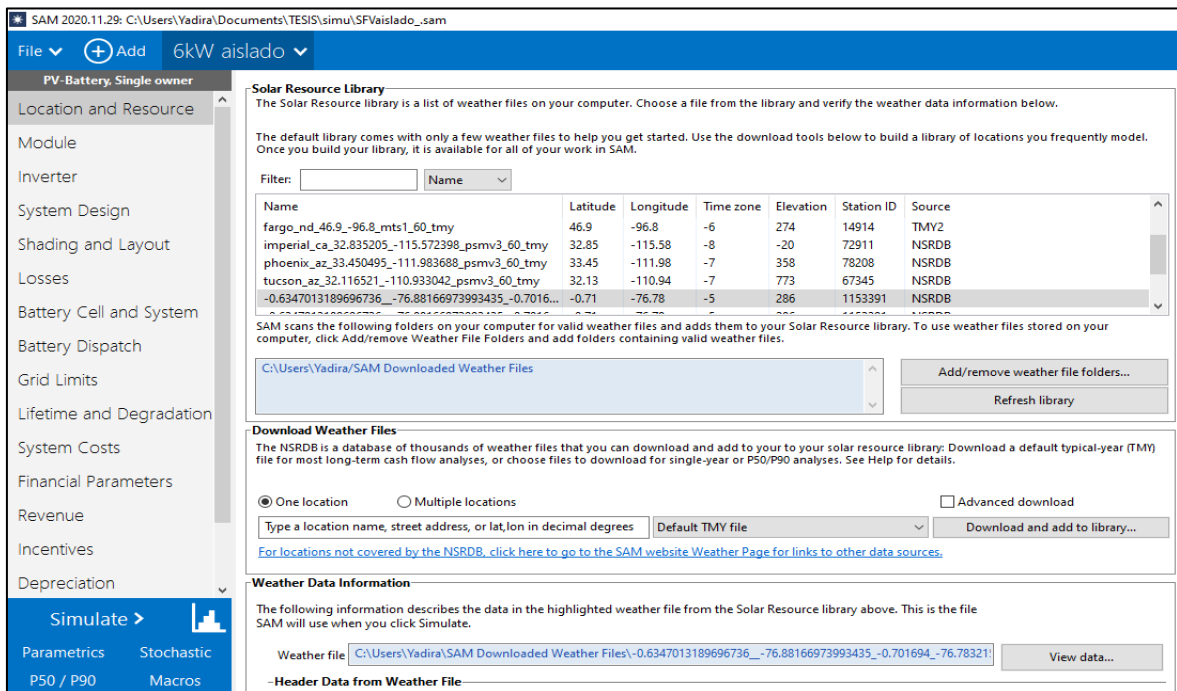 SAM 2020.11.29: C:\Users\Yadira\Documents\TESIS\simu\SFVaislado_.sam
File Add 6kW aislado
PV-Battery, Single owner
Location and Resource
Module
Inverter
System Design
Shading and Layout
Losses
Battery Cell and System
Battery Dispatch
Grid Limits
Lifetime and Degradation
System Costs
Financial Parameters
Revenue
Incentives
Depreciation
Simulate >
Parametrics Stochastic
P50 / P90 Macros
Solar Resource Library
The Solar Resource library is a list of weather files on your computer. Choose a file from the library and verify the weather data information below.
The default library comes with only a few weather files to help you get started. Use the download tools below to build a library of locations you frequently model.
Once you build your library, it is available for all of your work in SAM.
Filter: Name
Name Latitude Longitude Time zone Elevation Station ID Source
fargo_nd_46.9_-96.8_mts1_60_tmy 46.9 -96.8 -6 274 14914 TMY2
imperial_ca_32.835205_-115.572398_psmv3_60_tmy 32.85 -115.58 -8 -20 72911 NSRDB
phoenix_az_33.450495_-111.983688_psmv3_60_tmy 33.45 -111.98 -7 358 78208 NSRDB
tucson_az_32.116521_-110.933042_psmv3_60_tmy 32.13 -110.94 -7 773 67345 NSRDB
-0.6347013189696736__-76.88166973993435_-0.7016... -0.71 -76.78 -5 286 1153391 NSRDB
SAM scans the following folders on your computer for valid weather files and adds them to your Solar Resource library. To use weather files stored on your
computer, click Add/remove Weather File Folders and add folders containing valid weather files.
C:\Users\Yadira/SAM Downloaded Weather Files
Add/remove weather file folders...
Refresh library
Download Weather Files
The NSRDB is a database of thousands of weather files that you can download and add to your to your solar resource library: Download a default typical-year (TMY)
file for most long-term cash flow analyses, or choose files to download for single-year or P50/P90 analyses. See Help for details.
One location Multiple locations Advanced download
Type a location name, street address, or lat,lon in decimal degrees Default TMY file Download and add to library...
For locations not covered by the NSRDB, click here to go to the SAM website Weather Page for links to other data sources.
Weather Data Information
The following information describes the data in the highlighted weather file from the Solar Resource library above. This is the file
SAM will use when you click Simulate.
Weather file C:\Users\Yadira\SAM Downloaded Weather Files\-0.6347013189696736__-76.88166973993435_-0.701694_-76.78321 View data...
Header Data from Weather File